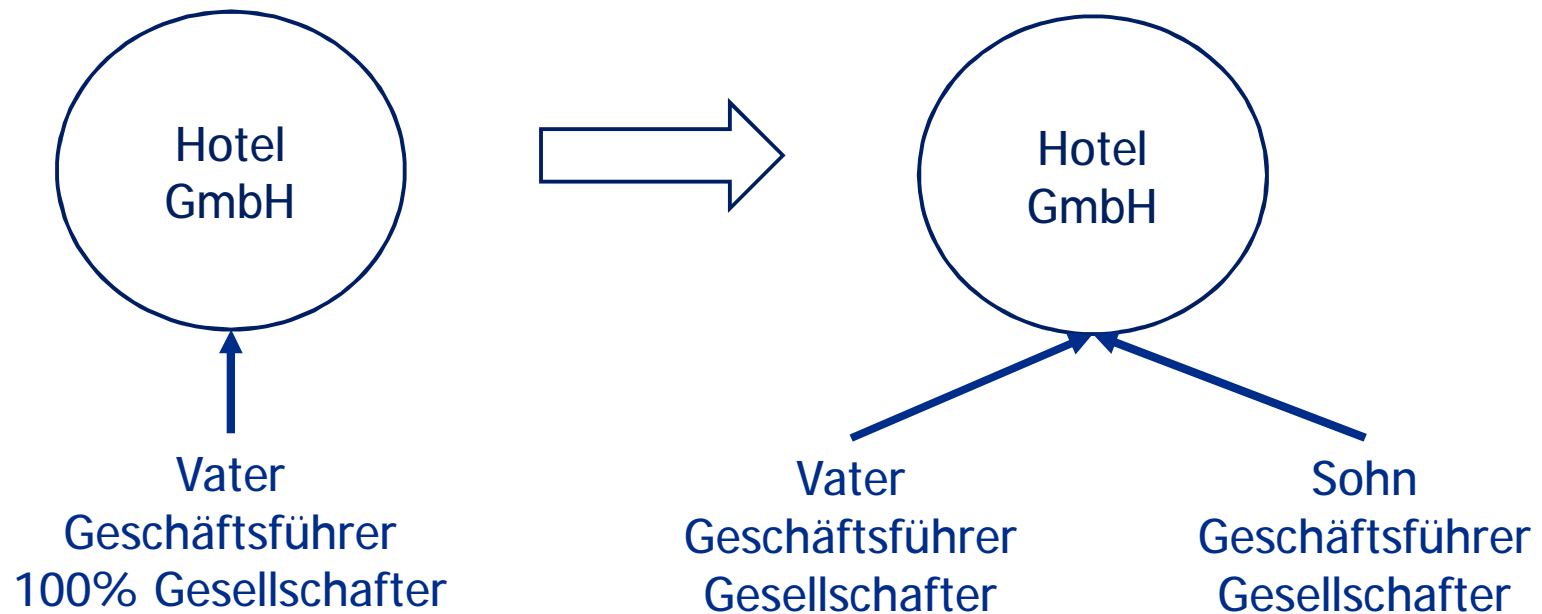 Hotel
GmbH
Hotel
GmbH
Vater
Geschäftsführer
100% Gesellschafter
Vater
Geschäftsführer
Gesellschafter
Sohn
Geschäftsführer
Gesellschafter